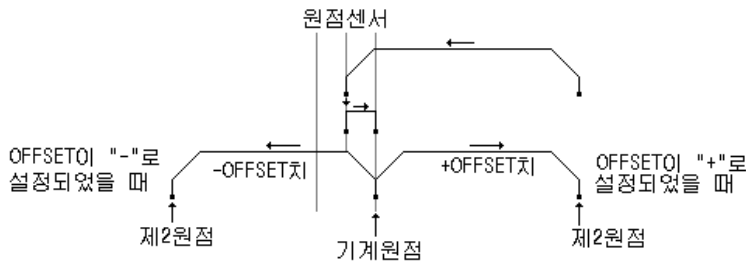 원점센서
OFFSET이 "-"로
설정되었을 때
-OFFSET치
+OFFSET치
OFFSET이 "+"로
설정되었을 때
제2원점
기계원점
제2원점